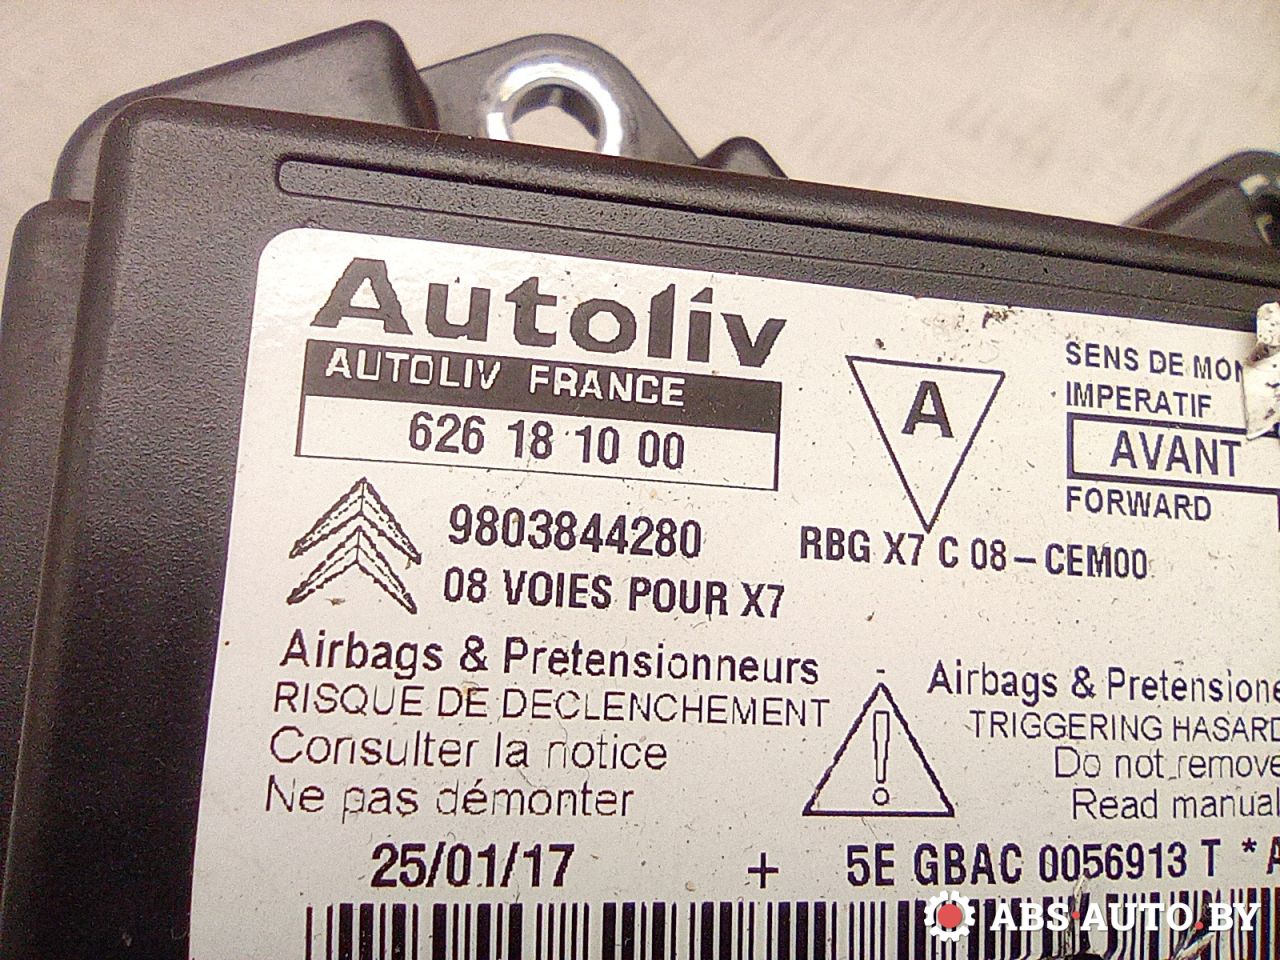 Autoliv
AUTOLIV FRANCE
626 18 10 00
A
SENS DE
IMPERATIF
AVANT
FORWARD
9803844280
08 VOIES POUR X7
RBG X7 C 08-CEM00
Airbags & Pretensionneurs
RISQUE DE DECLENCHEMENT
Consulter la notice
Ne pas démonter
Airbags & Pretensione
TRIGGERING HASARD
Do not remove
Read manual
25/01/17 + 5E GBAC 0056913 T *A
ABS-AUTO.BY